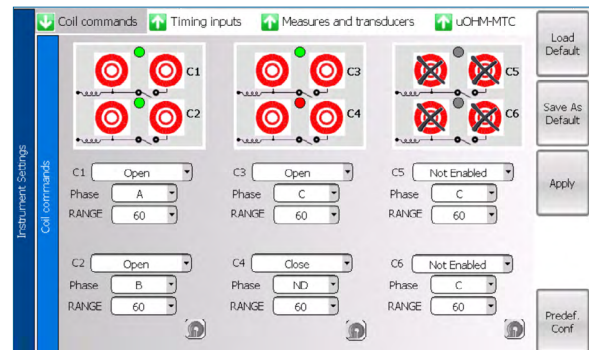 Coil commands Timing inputs Measures and transducers uOHM-MTC
Load Default
Save As Default
Apply
Predef. Conf
Instrument Settings
Coil commands
C1 C3 C5
C2 C4 C6
C1 Open C3 Open C5 Not Enabled
Phase A Phase C Phase C
RANGE 60 RANGE 60 RANGE 60
C2 Open C4 Close C6 Not Enabled
Phase B Phase ND Phase C
RANGE 60 RANGE 60 RANGE 60